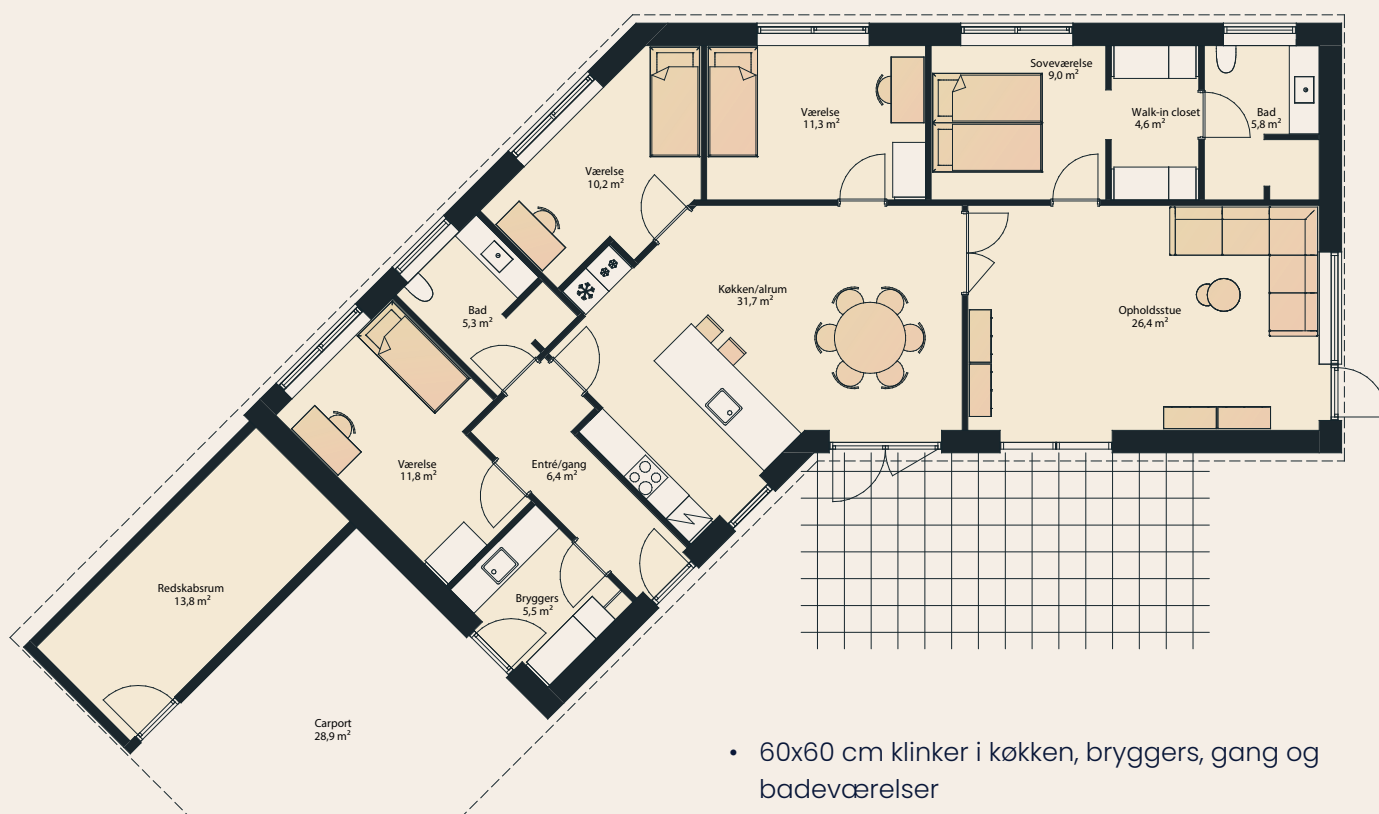 Soveværelse
9,0 m²
Værelse
11,3 m²
Walk-in closet
4,6 m²
Bad
5,8 m²
Værelse
10,2 m²
Køkken/alrum
31,7 m²
Opholdsstue
26,4 m²
Bad
5,3 m²
Værelse
11,8 m²
Entré/gang
6,4 m²
Redskabsrum
13,8 m²
Bryggers
5,5 m²
Carport
28,9 m²
• 60x60 cm klinker i køkken, bryggers, gang og
badeværelser